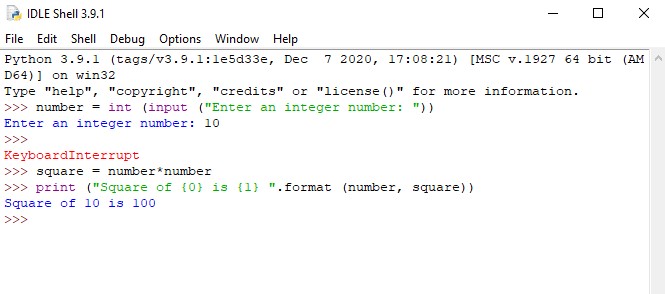 IDLE Shell 3.9.1
File Edit Shell Debug Options Window Help
Python 3.9.1 (tags/v3.9.1:1e5d33e, Dec  7 2020, 17:08:21) [MSC v.1927 64 bit (AM
D64)] on win32
Type "help", "copyright", "credits" or "license()" for more information.
>>> number = int (input ("Enter an integer number: "))
Enter an integer number: 10
>>>
KeyboardInterrupt
>>> square = number*number
>>> print ("Square of {0} is {1} ".format (number, square))
Square of 10 is 100
>>>